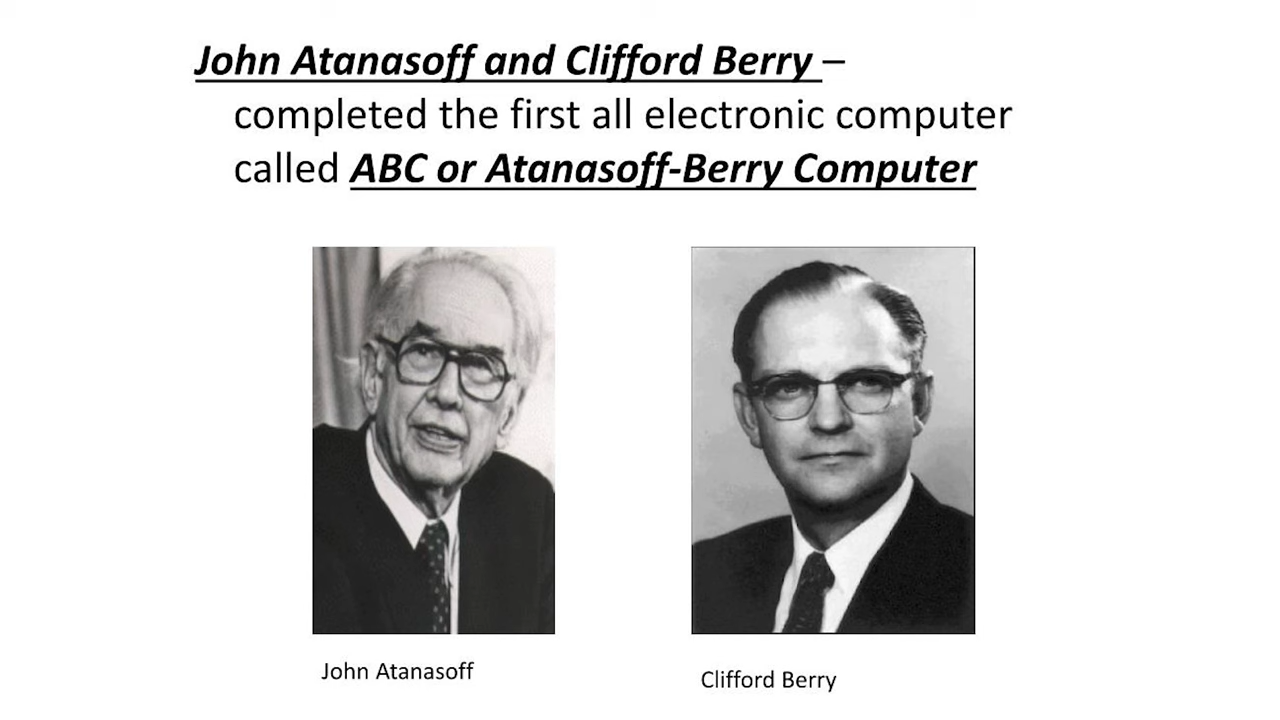 John Atanasoff and Clifford Berry –
completed the first all electronic computer
called ABC or Atanasoff-Berry Computer
John Atanasoff
Clifford Berry